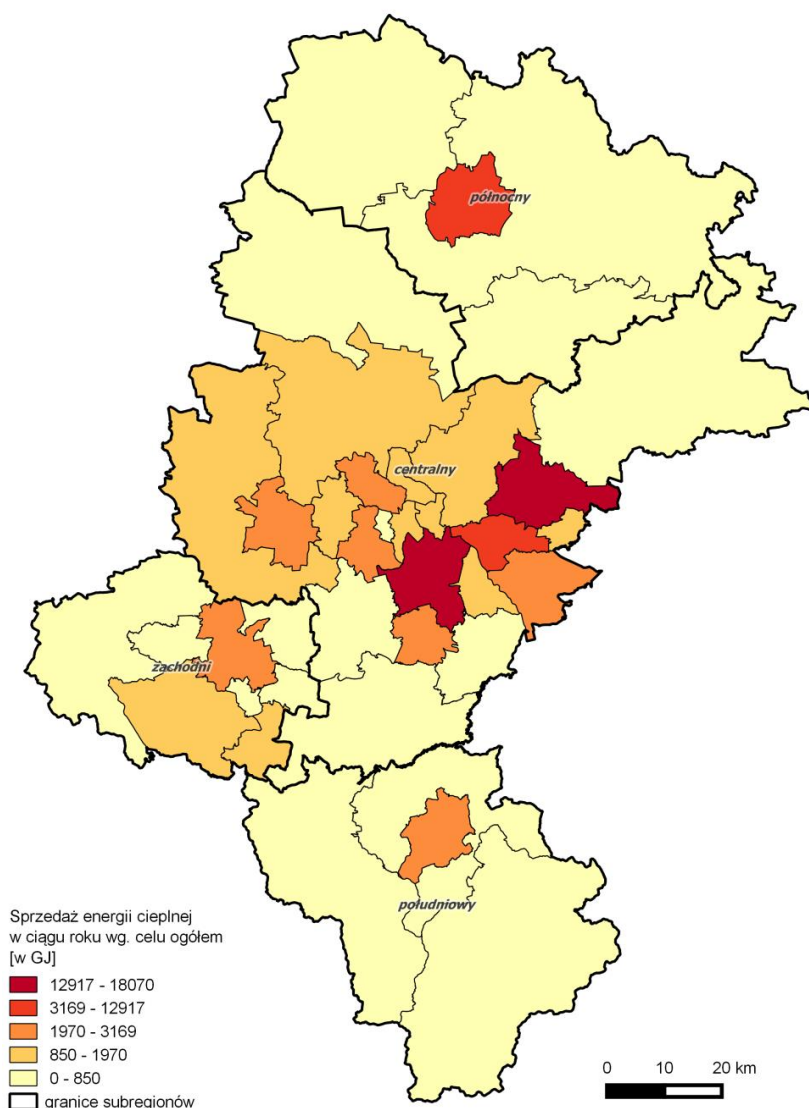 północny
centralny
zachodni
południowy
Sprzedaż energii cieplnej
w ciągu roku wg. celu ogółem
[w GJ]
12917 - 18070
3169 - 12917
1970 - 3169
850 - 1970
0 - 850
granice subregionów
0 10 20 km